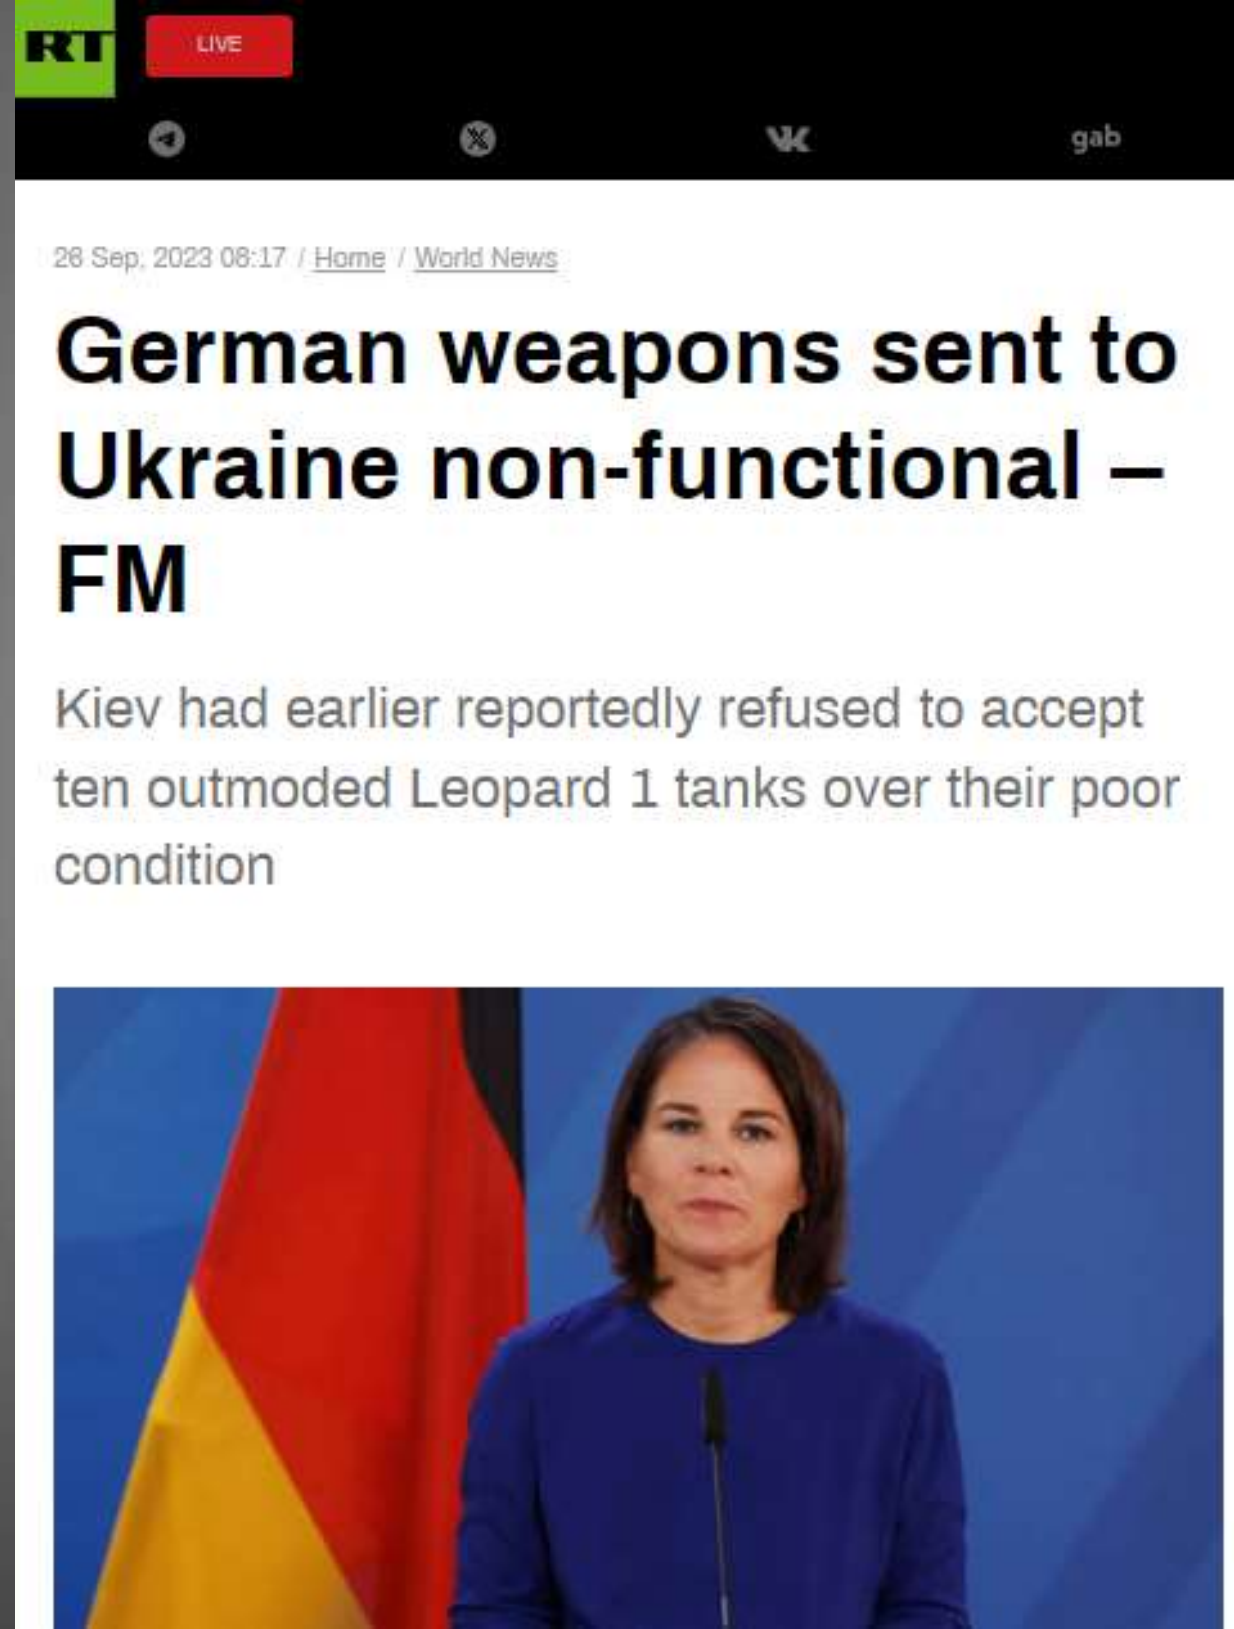 RT
LIVE
gab
26 Sep, 2023 08:17 / Home / World News
German weapons sent to
Ukraine non-functional –
FM
Kiev had earlier reportedly refused to accept
ten outmoded Leopard 1 tanks over their poor
condition